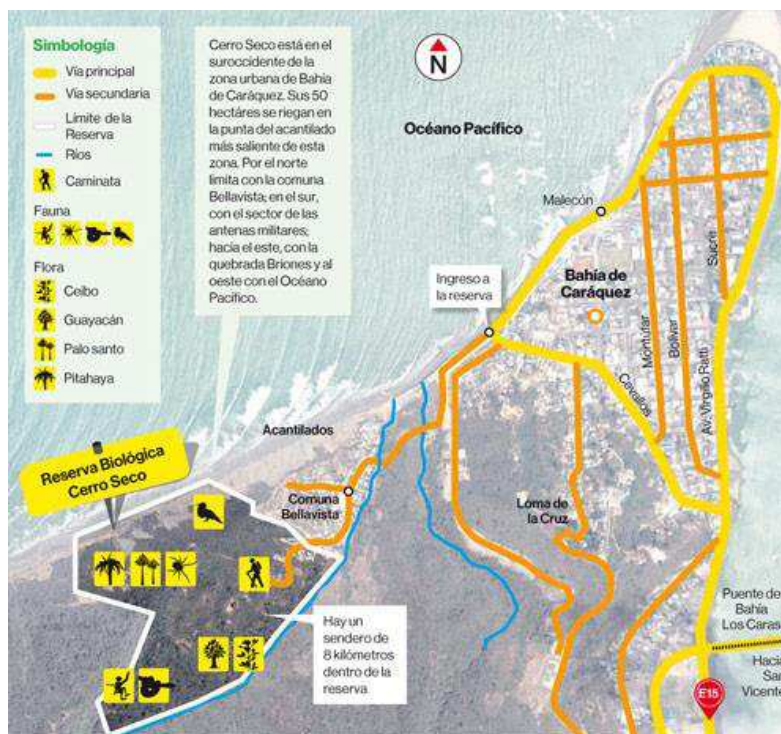 Simbología
Vía principal
Vía secundaria
Límite de la
Reserva
Ríos
Caminata
Fauna
Flora
Ceibo
Guayacán
Palo santo
Pitahaya
Cerro Seco está en el
suroccidente de la
zona urbana de Bahía
de Caráquez. Sus 50
hectáres se riegan en
la punta del acantilado
más saliente de esta
zona. Por el norte
limita con la comuna
Bellavista; en el sur,
con el sector de las
antenas militares;
hacia el este, con la
quebrada Briones y al
oeste con el Océano
Pacífico.
N
Océano Pacífico
Malecón
Ingreso a
la reserva
Bahía de
Caráquez
Montúfar
Bolívar
Sucre
Av. Virgilio Ratti
Cevallos
Acantilados
Reserva Biológica
Cerro Seco
Comuna
Bellavista
Loma de
la Cruz
Hay un
sendero de
8 kilómetros
dentro de la
reserva
Puente de
Bahía
Los Caras
Hacia
San
Vicente
E15